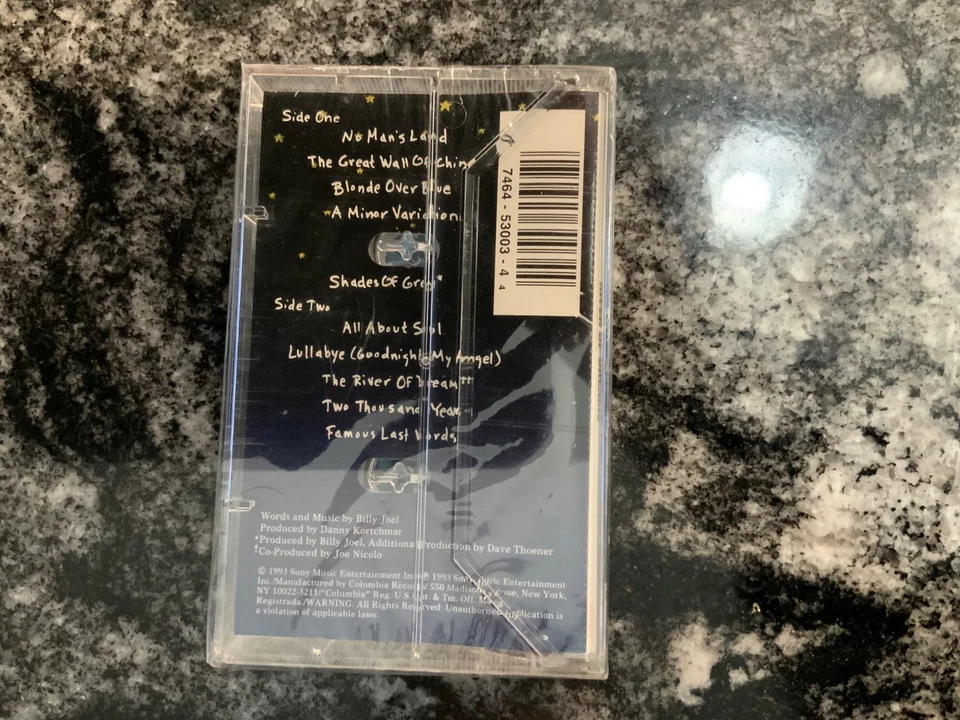 Side One
No Man's Land
The Great Wall Of China
Blonde Over Blue
A Minor Variation
Shades Of Grey*
Side Two
All About Soul
Lullabye (Goodnight, My Angel)
The River Of Dreams††
Two Thousand Years
Famous Last Words
7464 - 53003 - 4 4
Words and Music by Billy Joel
Produced by Danny Kortchmar
*Produced by Billy Joel, Additional Production by Dave Thoener
†Co-Produced by Joe Nicolo
© 1993 Sony Music Entertainment Inc./℗ 1993 Sony Music Entertainment
Inc./Manufactured by Columbia Records/ 550 Madison Avenue, New York,
NY 10022-3211/"Columbia" Reg. U.S. Pat. & Tm. Off. Marca
Registrada./WARNING: All Rights Reserved. Unauthorized duplication is
a violation of applicable laws.